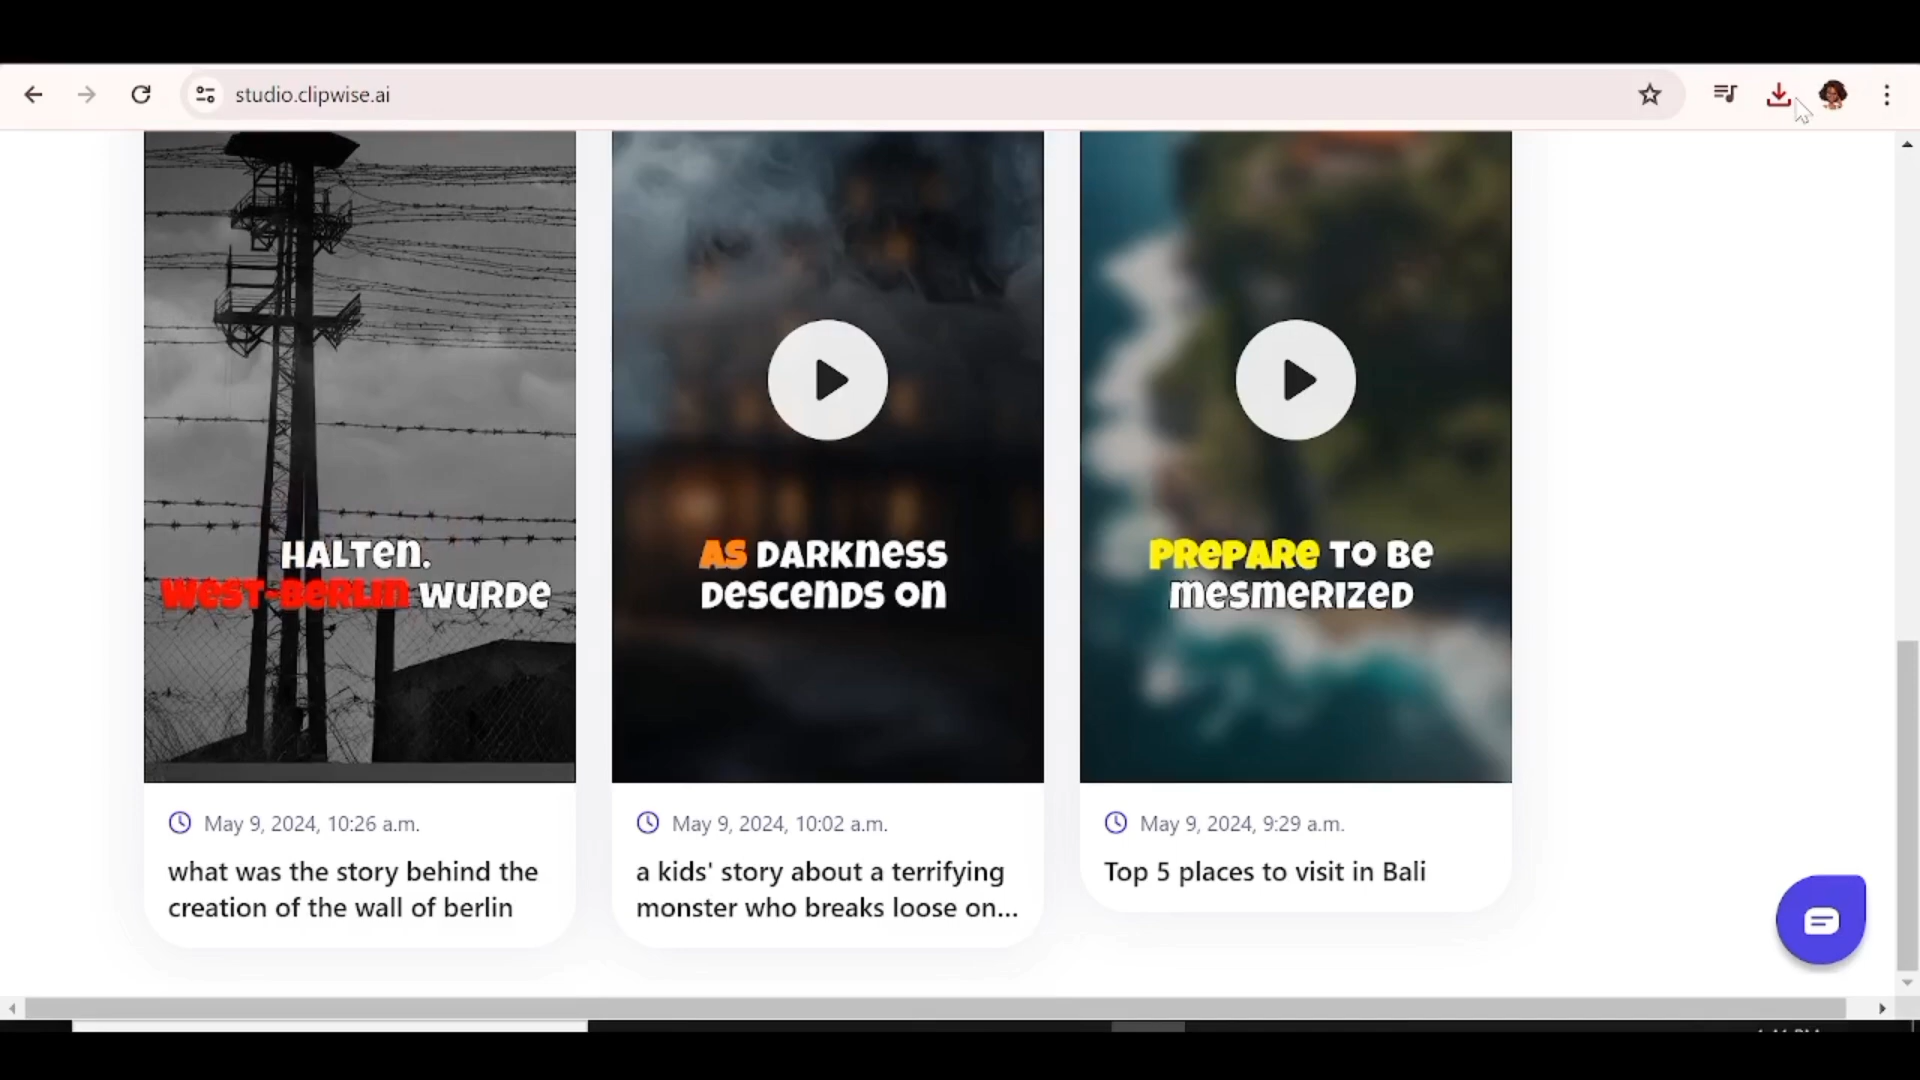 studio.clipwise.ai
HALTEN.
WEST-BERLIN WURDE
AS DARKNESS
DESCENDS ON
PREPARE TO BE
MESMERIZED
May 9, 2024, 10:26 a.m.
what was the story behind the
creation of the wall of berlin
May 9, 2024, 10:02 a.m.
a kids' story about a terrifying
monster who breaks loose on...
May 9, 2024, 9:29 a.m.
Top 5 places to visit in Bali